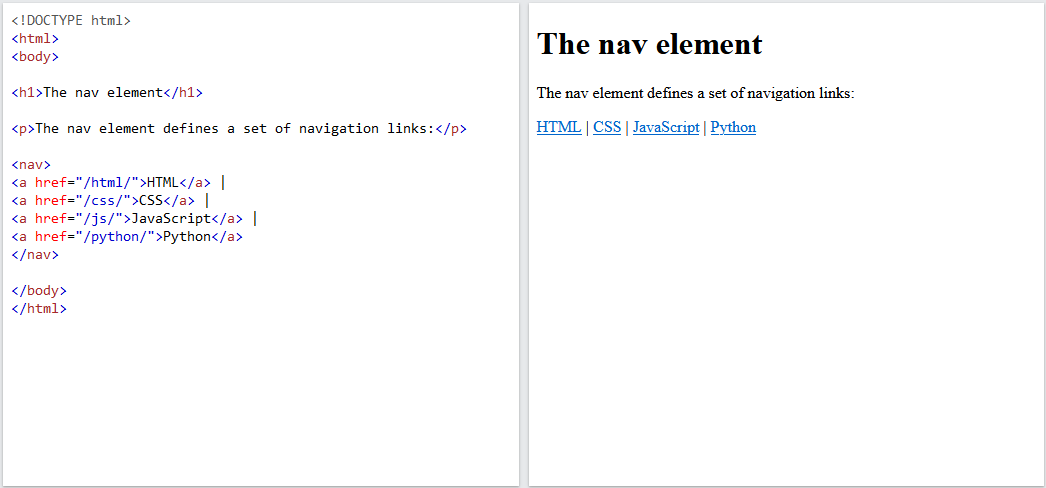 <!DOCTYPE html>
<html>
<body>
<h1>The nav element</h1>
<p>The nav element defines a set of navigation links:</p>
<nav>
<a href="/html/">HTML</a> |
<a href="/css/">CSS</a> |
<a href="/js/">JavaScript</a> |
<a href="/python/">Python</a>
</nav>
</body>
</html>
The nav element
The nav element defines a set of navigation links:
HTML | CSS | JavaScript | Python